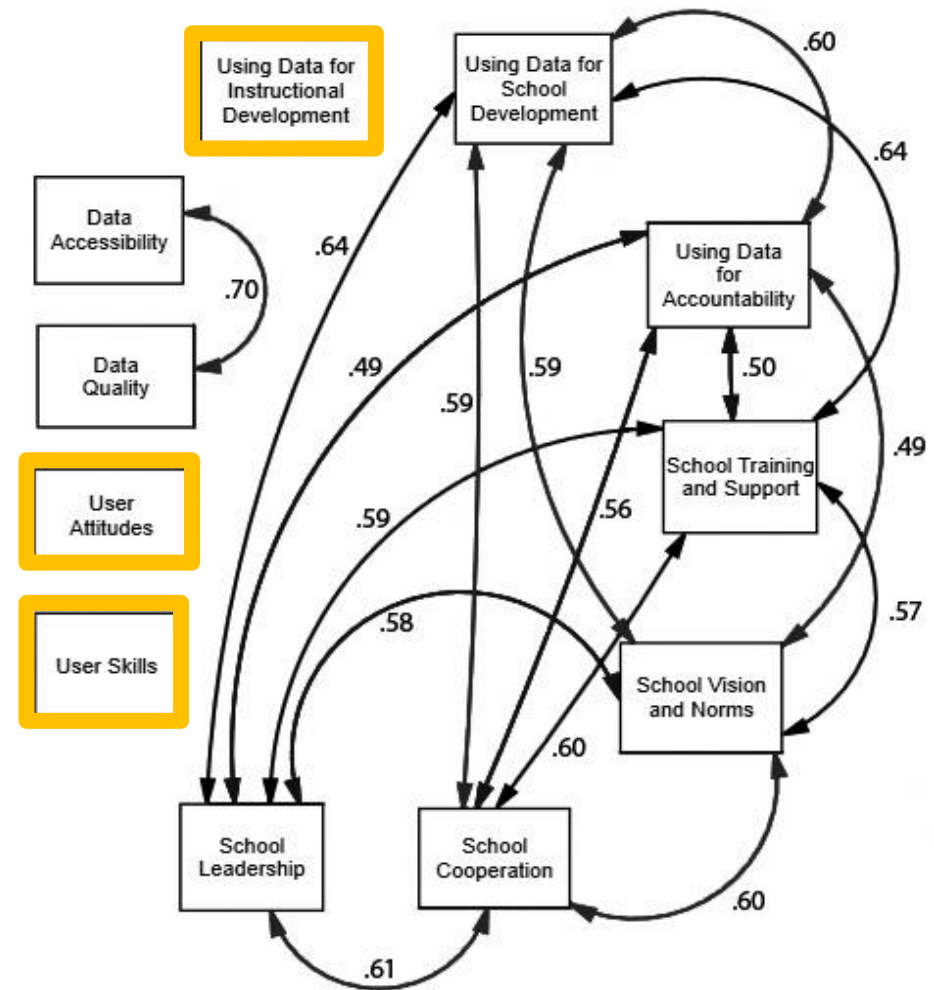 Using Data for
Instructional
Development
Using Data for
School
Development
.60
.64
Data
Accessibility
.70
.64
Using Data
for
Accountability
Data
Quality
.49
.59
.59
.50
School Training
and Support
.49
User
Attitudes
.59
.56
.58
.57
User Skills
School Vision
and Norms
.60
School
Leadership
School
Cooperation
.60
.61